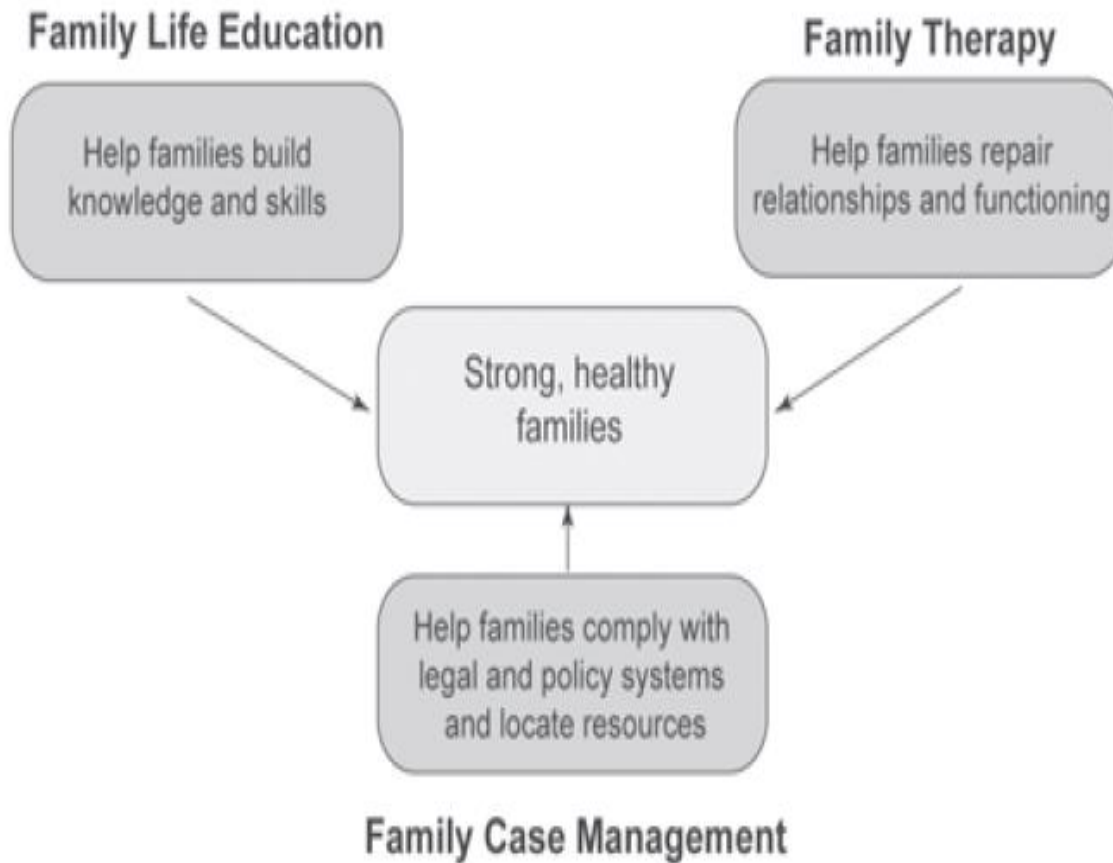 Family Life Education
Help families build
knowledge and skills
Family Therapy
Help families repair
relationships and functioning
Strong, healthy
families
Help families comply with
legal and policy systems
and locate resources
Family Case Management